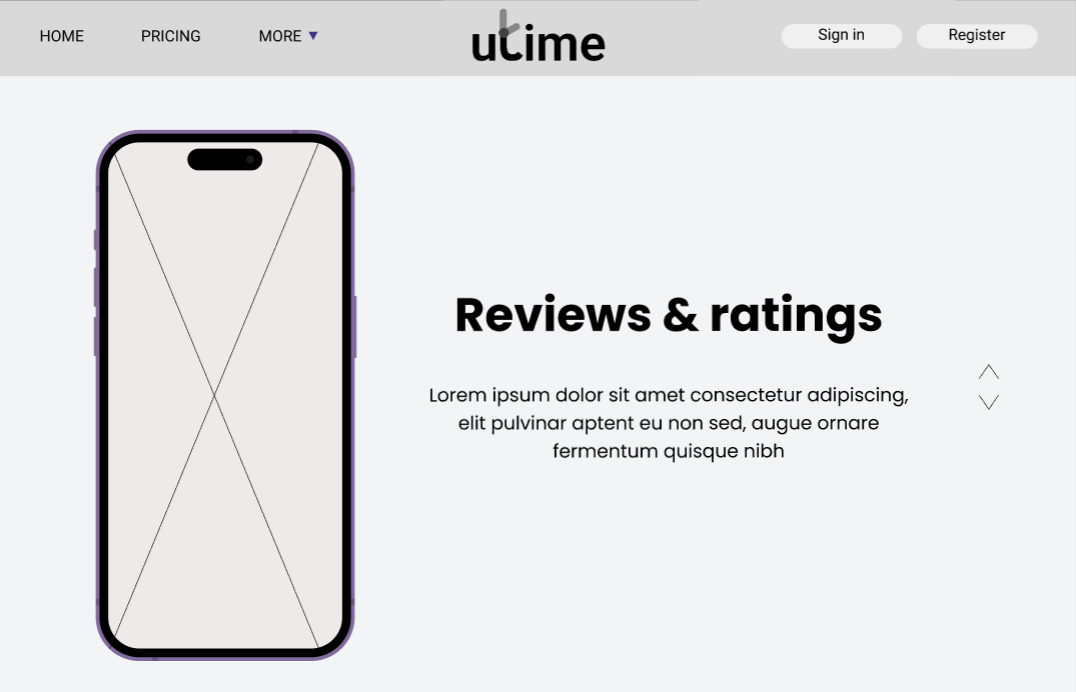 HOME
PRICING
MORE
utime
Sign in
Register
Reviews & ratings
Lorem ipsum dolor sit amet consectetur adipiscing,
elit pulvinar aptent eu non sed, augue ornare
fermentum quisque nibh